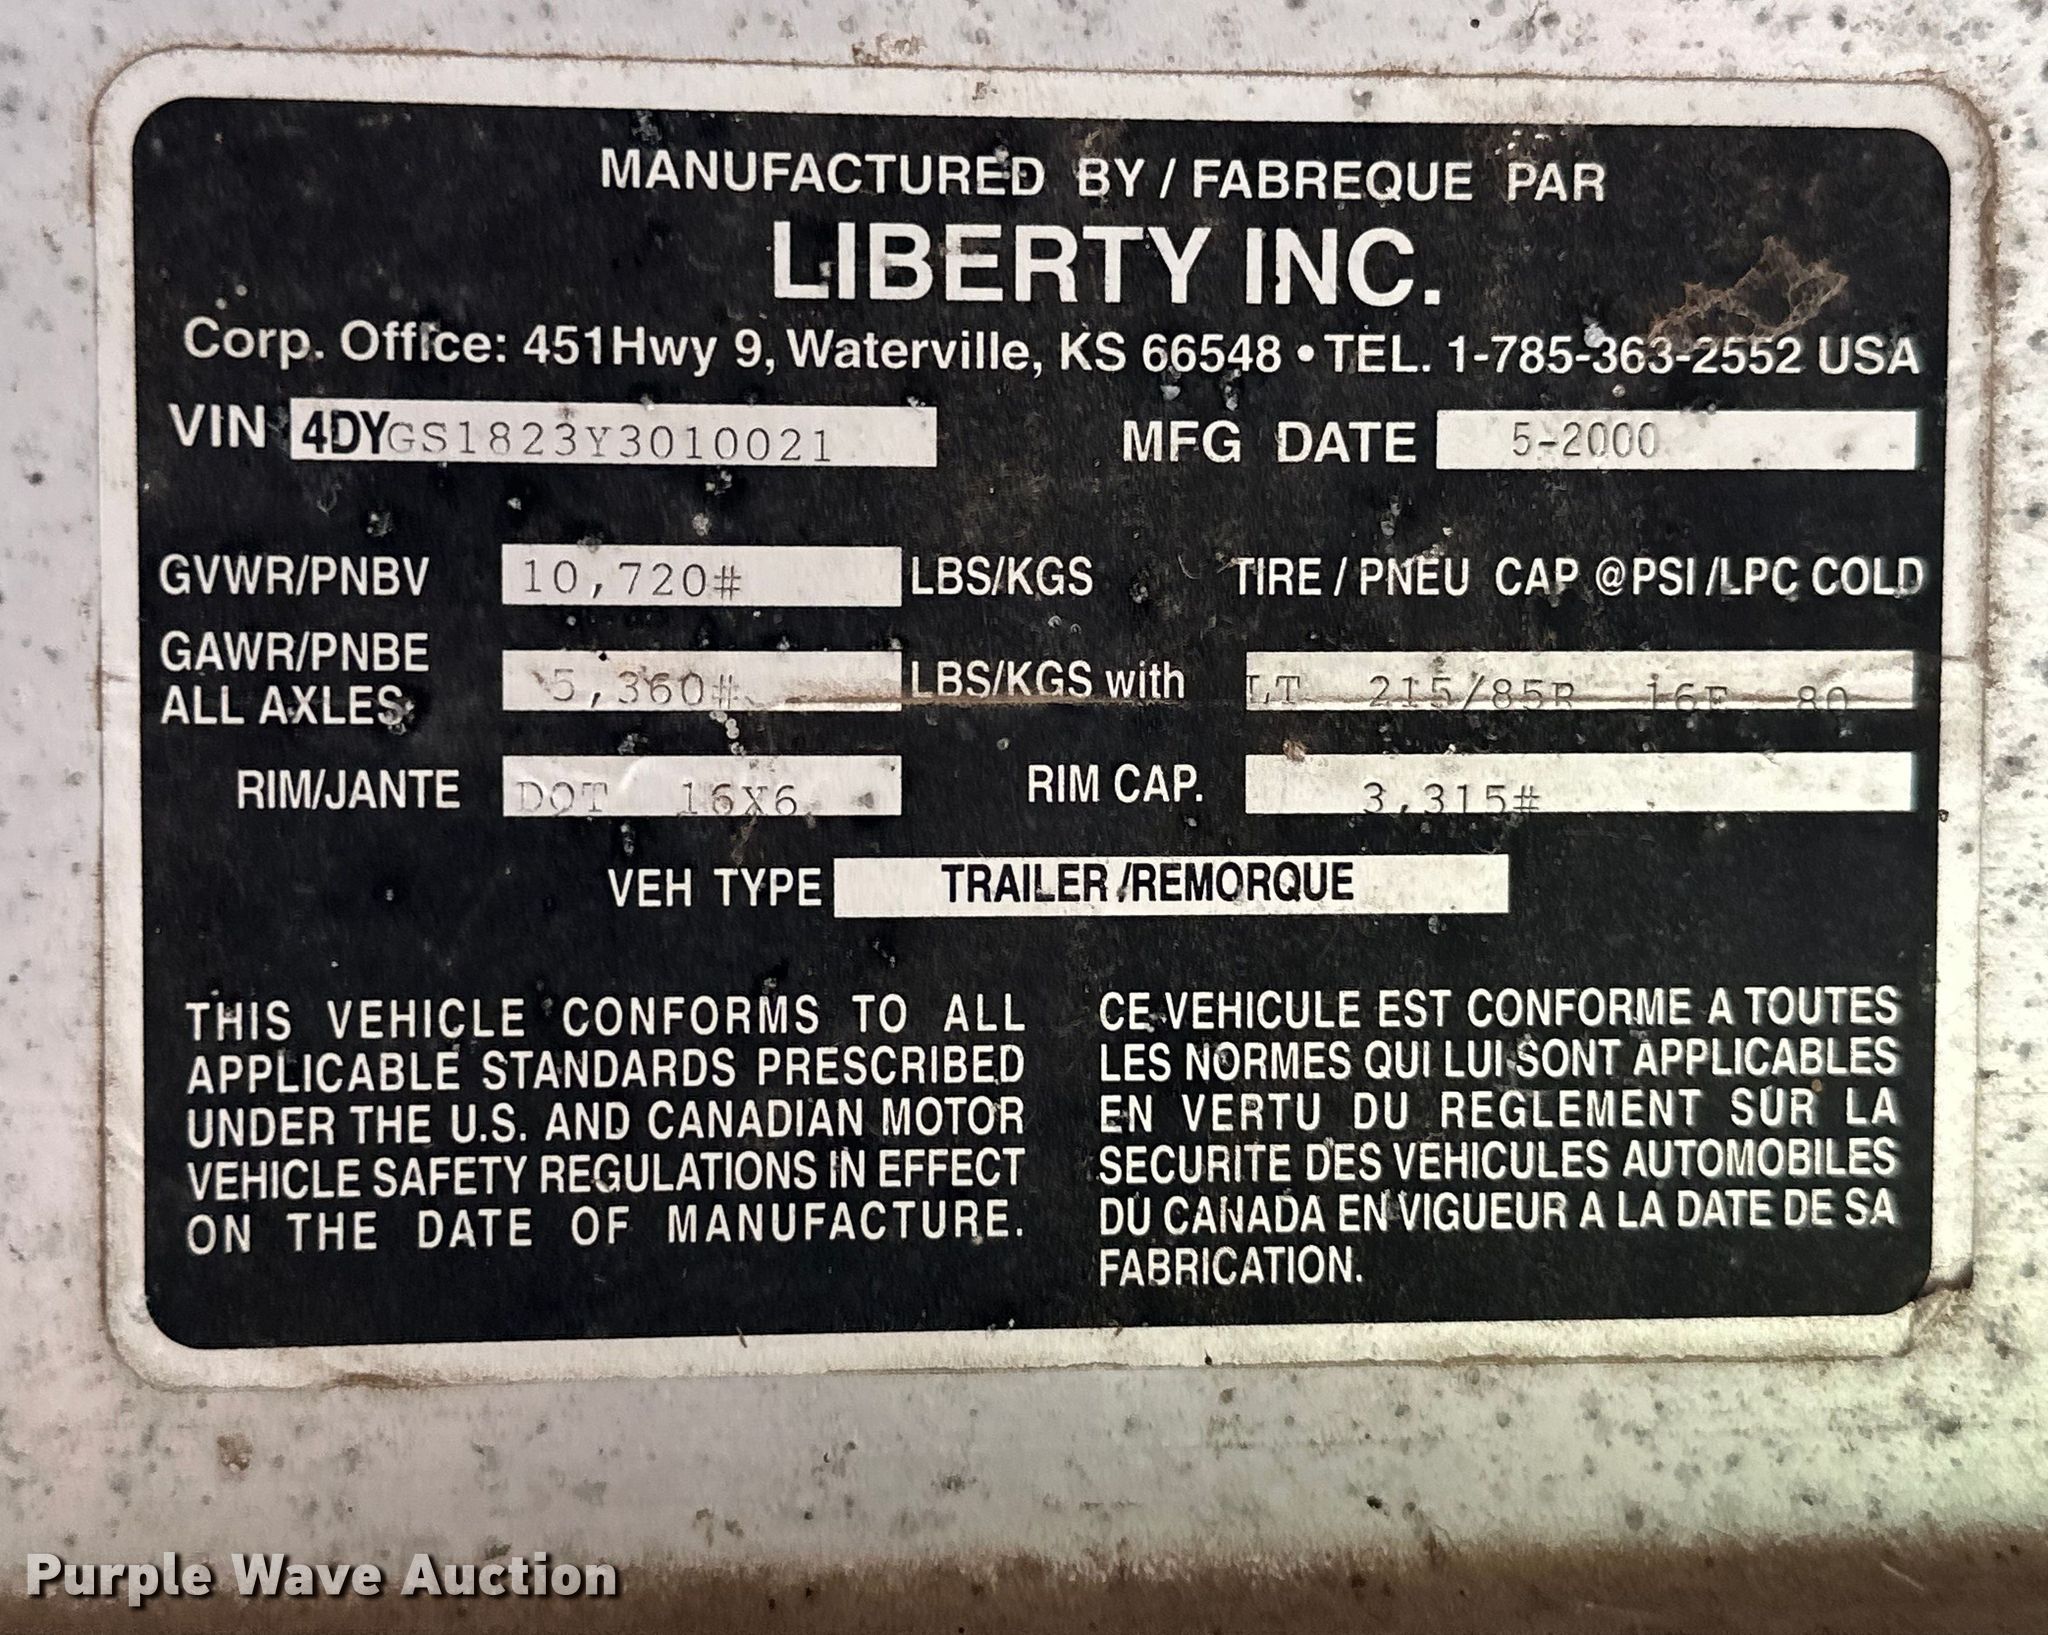 MANUFACTURED BY / FABREQUE PAR
LIBERTY INC.
Corp. Office: 451Hwy 9, Waterville, KS 66548 • TEL. 1-785-363-2552 USA
VIN 4DYGS1823Y3010021 MFG DATE 5-2000
GVWR/PNBV 10,720# LBS/KGS TIRE / PNEU CAP @PSI /LPC COLD
GAWR/PNBE
ALL AXLES 5,360# LBS/KGS with LT 215/85R 16E 80
RIM/JANTE DOT 16X6 RIM CAP. 3,315#
VEH TYPE TRAILER /REMORQUE
THIS VEHICLE CONFORMS TO ALL
APPLICABLE STANDARDS PRESCRIBED
UNDER THE U.S. AND CANADIAN MOTOR
VEHICLE SAFETY REGULATIONS IN EFFECT
ON THE DATE OF MANUFACTURE.
CE VEHICULE EST CONFORME A TOUTES
LES NORMES QUI LUI SONT APPLICABLES
EN VERTU DU REGLEMENT SUR LA
SECURITE DES VEHICULES AUTOMOBILES
DU CANADA EN VIGUEUR A LA DATE DE SA
FABRICATION.
Purple Wave Auction